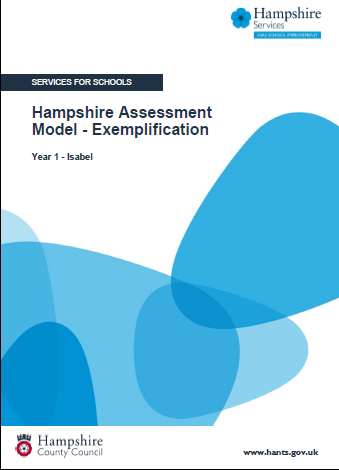 Hampshire
Services
HIAS SCHOOL IMPROVEMENT
SERVICES FOR SCHOOLS
Hampshire Assessment
Model - Exemplification
Year 1 - Isabel
Hampshire
County Council
www.hants.gov.uk